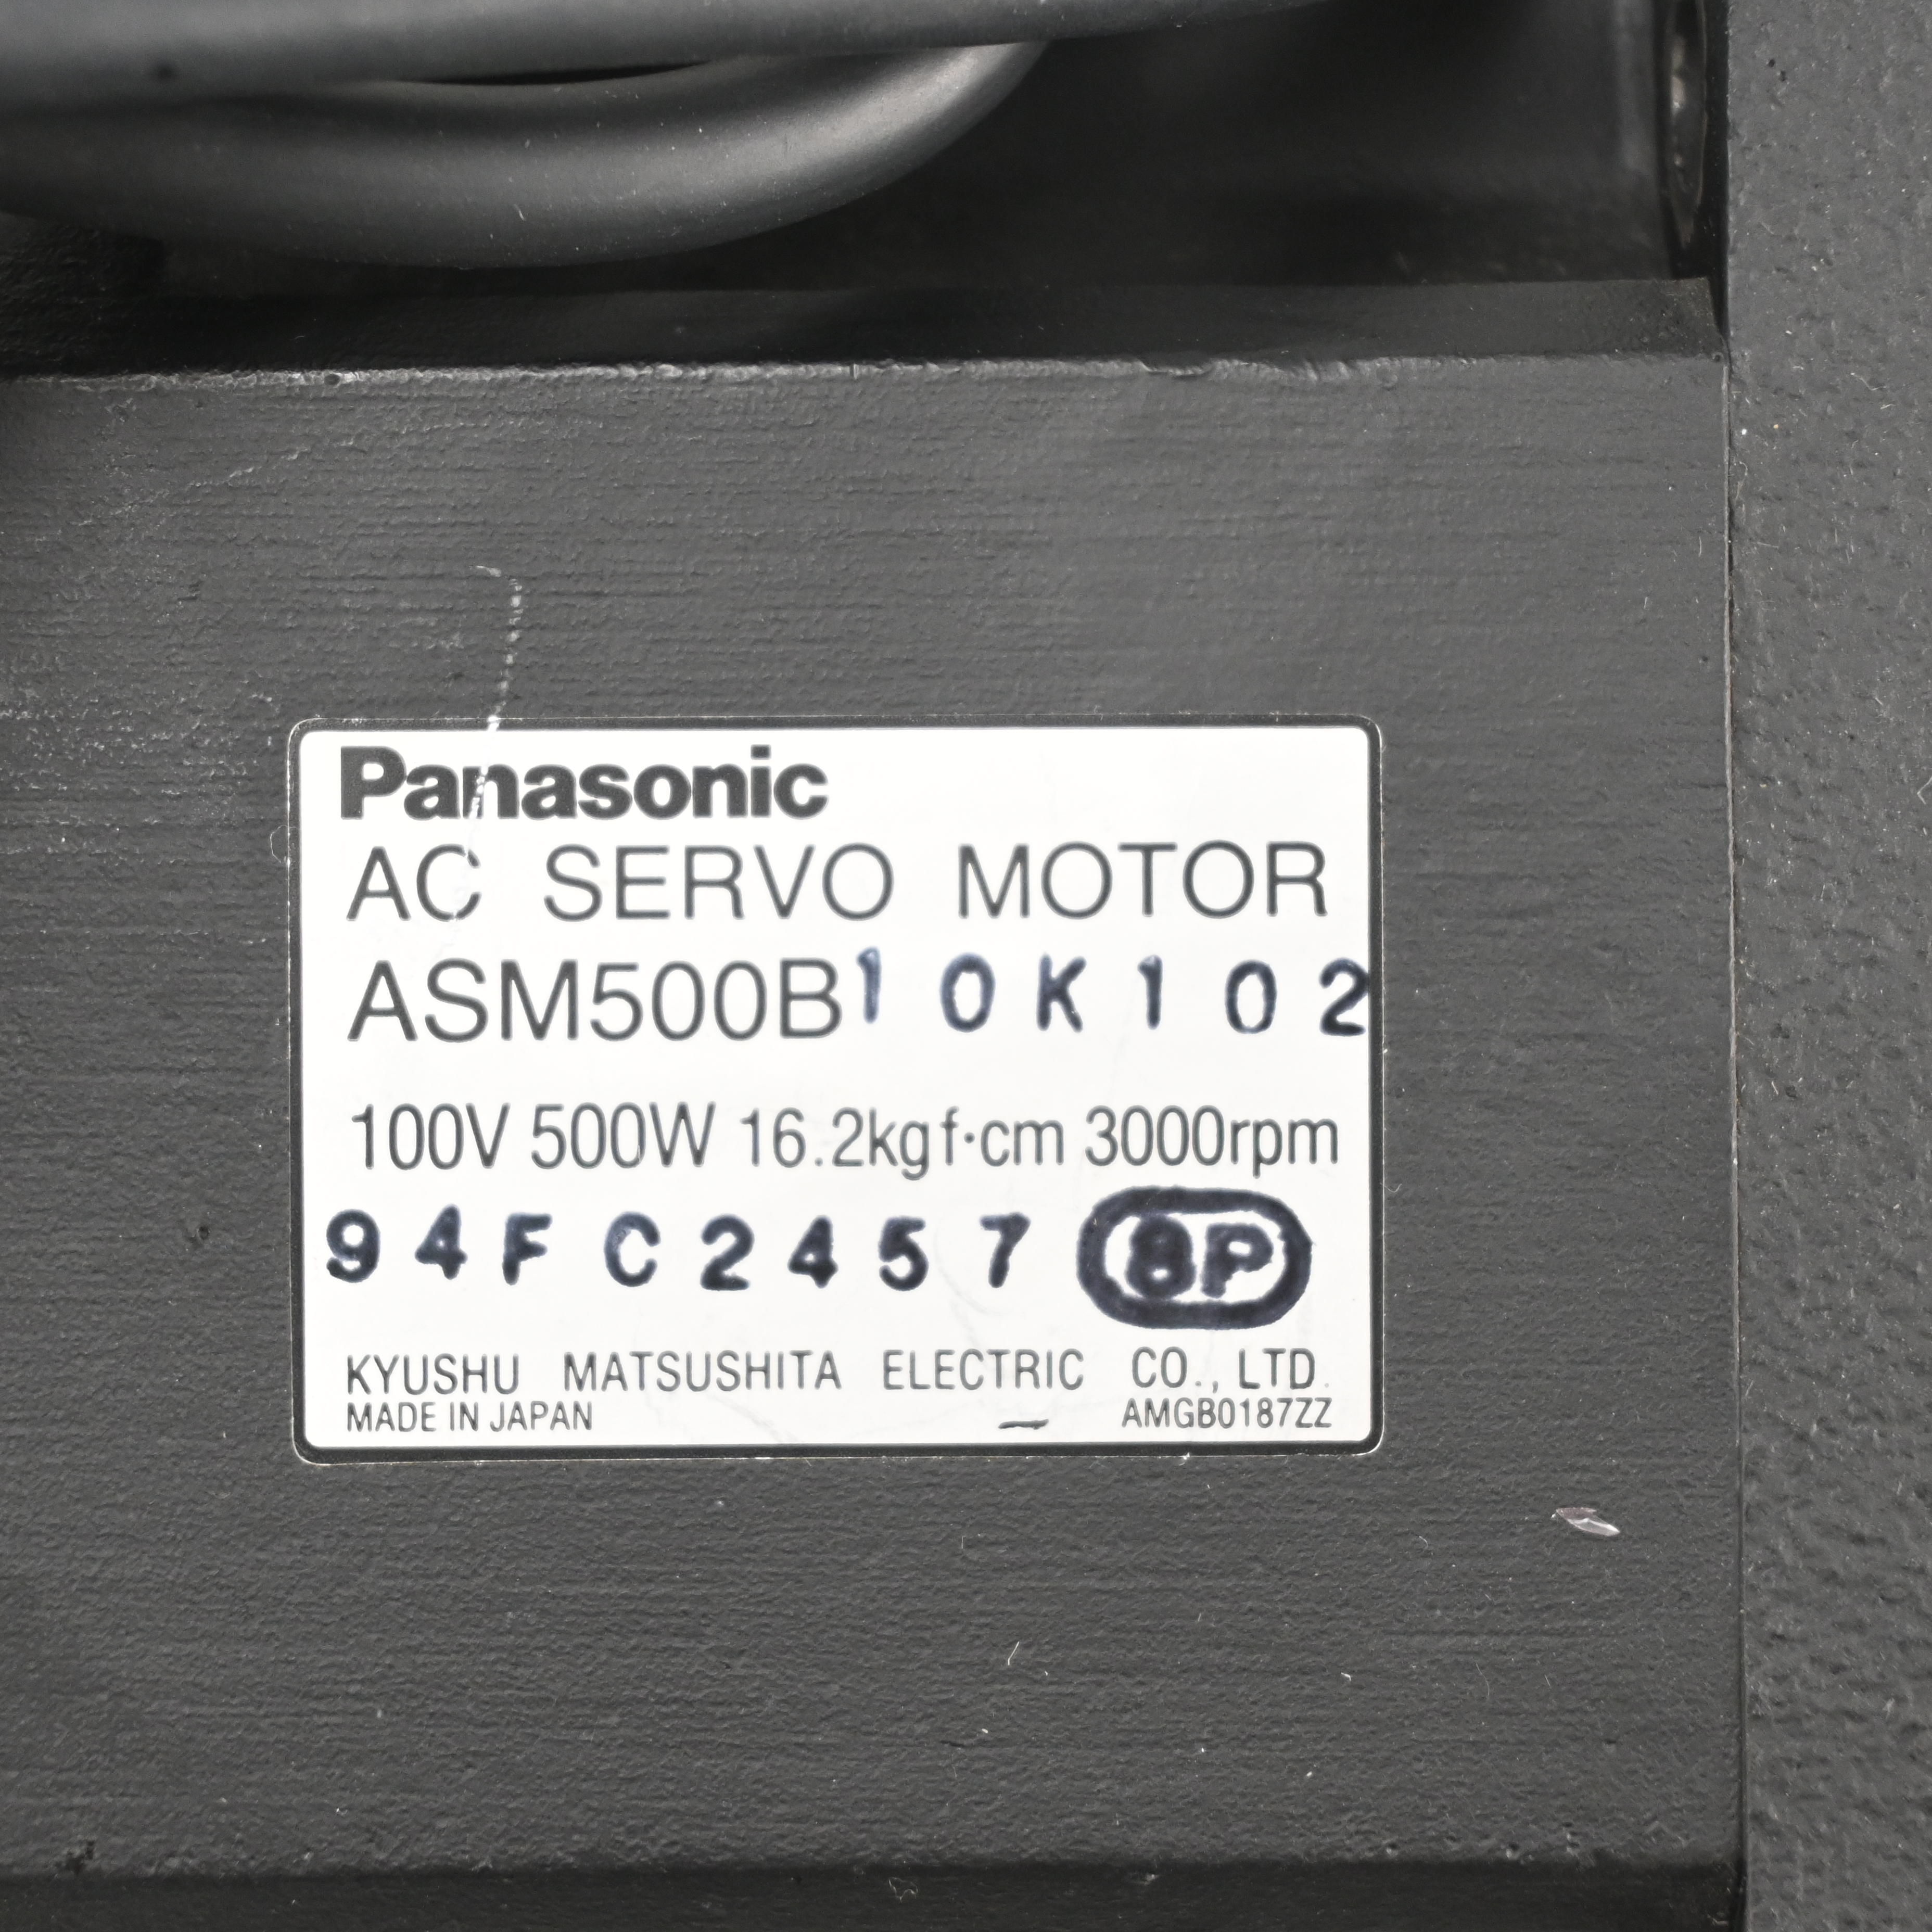 Panasonic
AC SERVO MOTOR
ASM500B10K102
100V 500W 16.2kgf·cm 3000rpm
94FC2457 8P
KYUSHU MATSUSHITA ELECTRIC CO., LTD.
MADE IN JAPAN AMGB0187ZZ